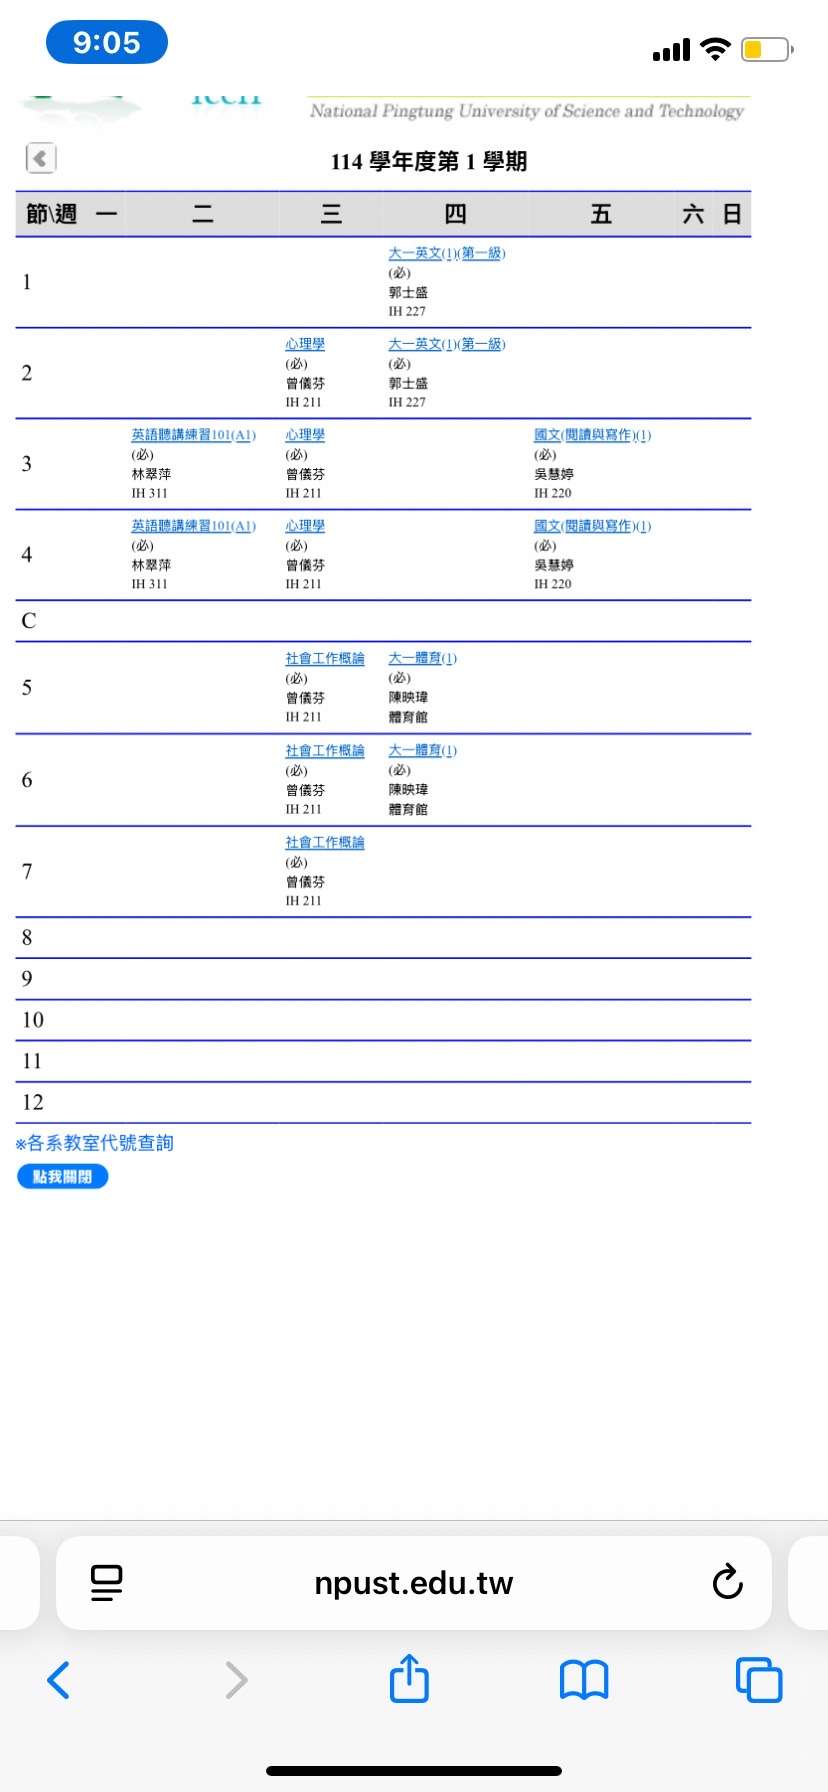 9:05
National Pingtung University of Science and Technology
114 學年度第 1 學期
節\週 一 二 三 四 五 六 日
1
大一英文(1)(第一級)
(必)
郭士盛
IH 227
2
心理學
(必)
曾儀芬
IH 211
大一英文(1)(第一級)
(必)
郭士盛
IH 227
3
英語聽講練習101(A1)
(必)
林翠萍
IH 311
心理學
(必)
曾儀芬
IH 211
國文(閱讀與寫作)(1)
(必)
吳慧婷
IH 220
4
英語聽講練習101(A1)
(必)
林翠萍
IH 311
心理學
(必)
曾儀芬
IH 211
國文(閱讀與寫作)(1)
(必)
吳慧婷
IH 220
C
5
社會工作概論
(必)
曾儀芬
IH 211
大一體育(1)
(必)
陳映瑋
體育館
6
社會工作概論
(必)
曾儀芬
IH 211
大一體育(1)
(必)
陳映瑋
體育館
7
社會工作概論
(必)
曾儀芬
IH 211
8
9
10
11
12
※各系教室代號查詢
點我關閉
npust.edu.tw